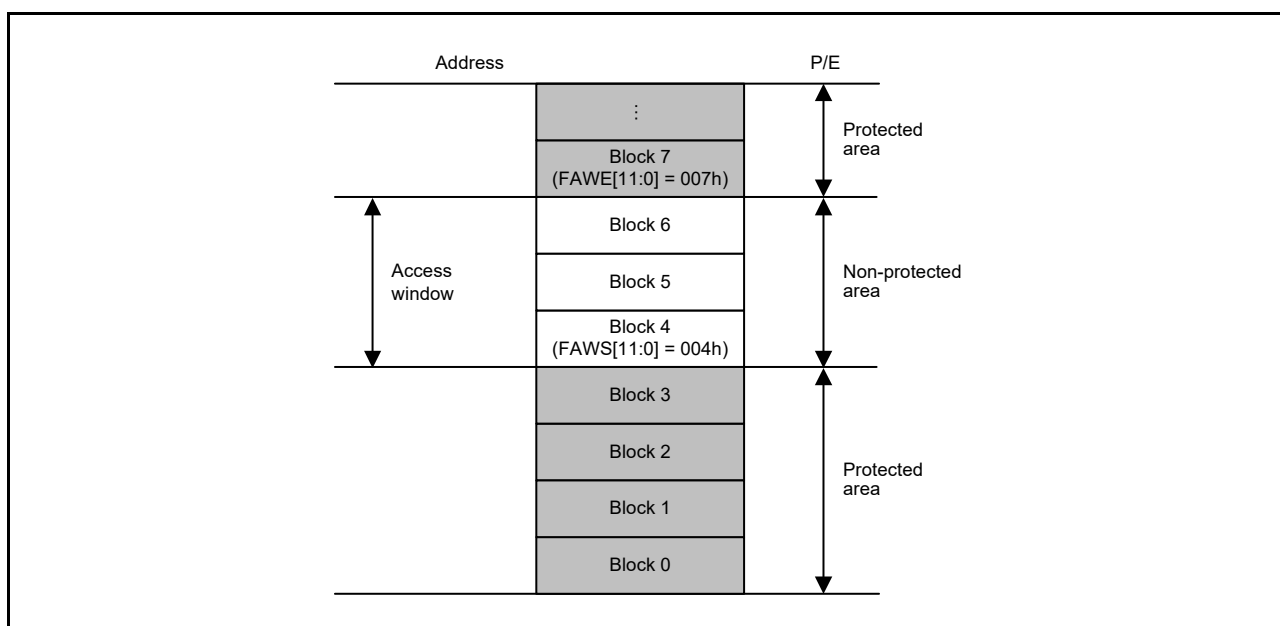 Address
P/E
⋮
Protected
area
Block 7
(FAWE[11:0] = 007h)
Block 6
Access
window
Block 5
Non-protected
area
Block 4
(FAWS[11:0] = 004h)
Block 3
Block 2
Protected
area
Block 1
Block 0